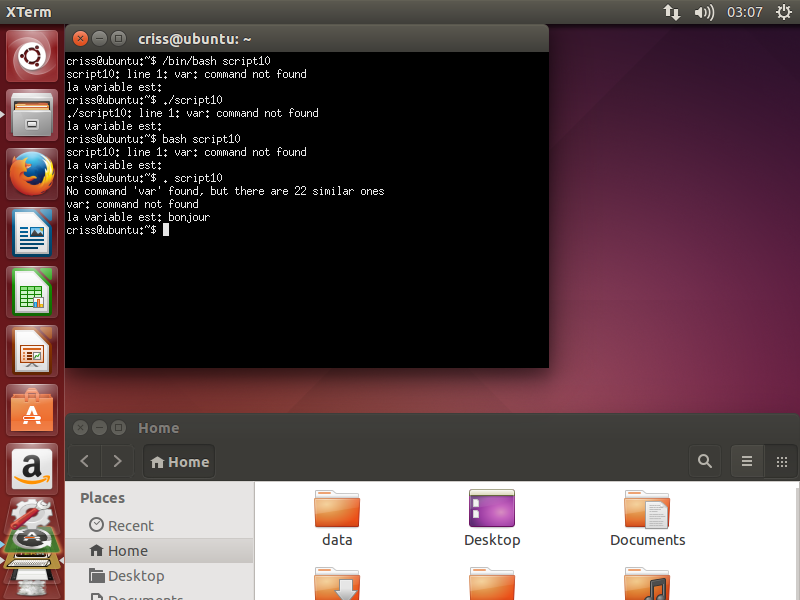 XTerm
03:07
criss@ubuntu: ~
criss@ubuntu:~$ /bin/bash script10
script10: line 1: var: command not found
la variable est:
criss@ubuntu:~$ ./script10
./script10: line 1: var: command not found
la variable est:
criss@ubuntu:~$ bash script10
script10: line 1: var: command not found
la variable est:
criss@ubuntu:~$ . script10
No command 'var' found, but there are 22 similar ones
var: command not found
la variable est: bonjour
criss@ubuntu:~$
Home
Home
Places
Recent
Home
Desktop
Documents
data
Desktop
Documents